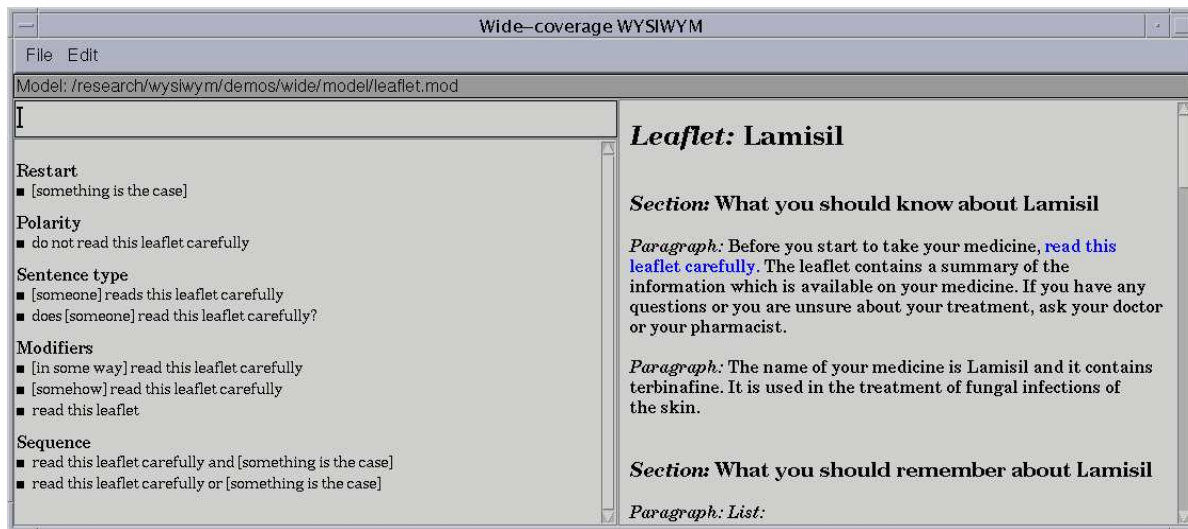 Wide-coverage WYSIWYM
File Edit
Model: /research/wysiwym/demos/wide/model/leaflet.mod
Restart
■ [something is the case]
Polarity
■ do not read this leaflet carefully
Sentence type
■ [someone] reads this leaflet carefully
■ does [someone] read this leaflet carefully?
Modifiers
■ [in some way] read this leaflet carefully
■ [somehow] read this leaflet carefully
■ read this leaflet
Sequence
■ read this leaflet carefully and [something is the case]
■ read this leaflet carefully or [something is the case]
Leaflet: Lamisil
Section: What you should know about Lamisil
Paragraph: Before you start to take your medicine, read this
leaflet carefully. The leaflet contains a summary of the
information which is available on your medicine. If you have any
questions or you are unsure about your treatment, ask your doctor
or your pharmacist.
Paragraph: The name of your medicine is Lamisil and it contains
terbinafine. It is used in the treatment of fungal infections of
the skin.
Section: What you should remember about Lamisil
Paragraph: List: